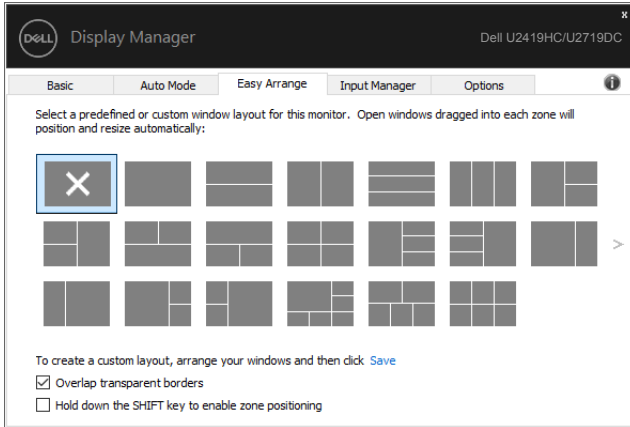 x
DELL Display Manager Dell U2419HC/U2719DC
Basic Auto Mode Easy Arrange Input Manager Options i
Select a predefined or custom window layout for this monitor. Open windows dragged into each zone will
position and resize automatically:
>
To create a custom layout, arrange your windows and then click Save
Overlap transparent borders
Hold down the SHIFT key to enable zone positioning